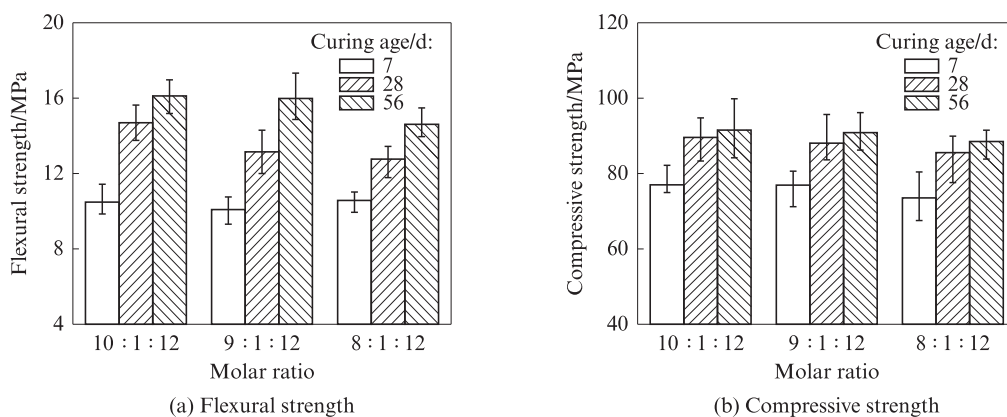 20
16
12
8
4
Flexural strength/MPa
Curing age/d:
7
28
56
10 : 1 : 12
9 : 1 : 12
8 : 1 : 12
Molar ratio
(a) Flexural strength
120
100
80
60
40
Compressive strength/MPa
Curing age/d:
7
28
56
10 : 1 : 12
9 : 1 : 12
8 : 1 : 12
Molar ratio
(b) Compressive strength